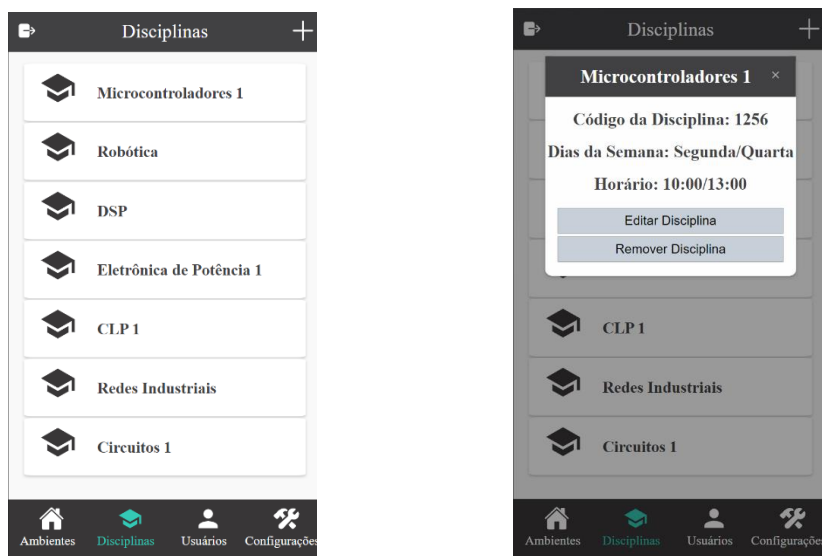 Disciplinas
Microcontroladores 1
Robótica
DSP
Eletrônica de Potência 1
CLP 1
Redes Industriais
Circuitos 1
Ambientes Disciplinas Usuários Configurações
Disciplinas
Microcontroladores 1 ×
Código da Disciplina: 1256
Dias da Semana: Segunda/Quarta
Horário: 10:00/13:00
Editar Disciplina
Remover Disciplina
CLP 1
Redes Industriais
Circuitos 1
Ambientes Disciplinas Usuários Configurações